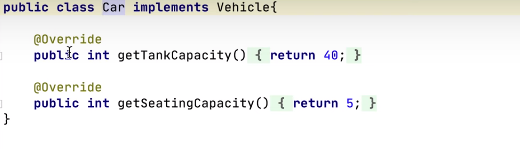 public class Car implements Vehicle{
@Override
public int getTankCapacity() { return 40; }
@Override
public int getSeatingCapacity() { return 5; }
}